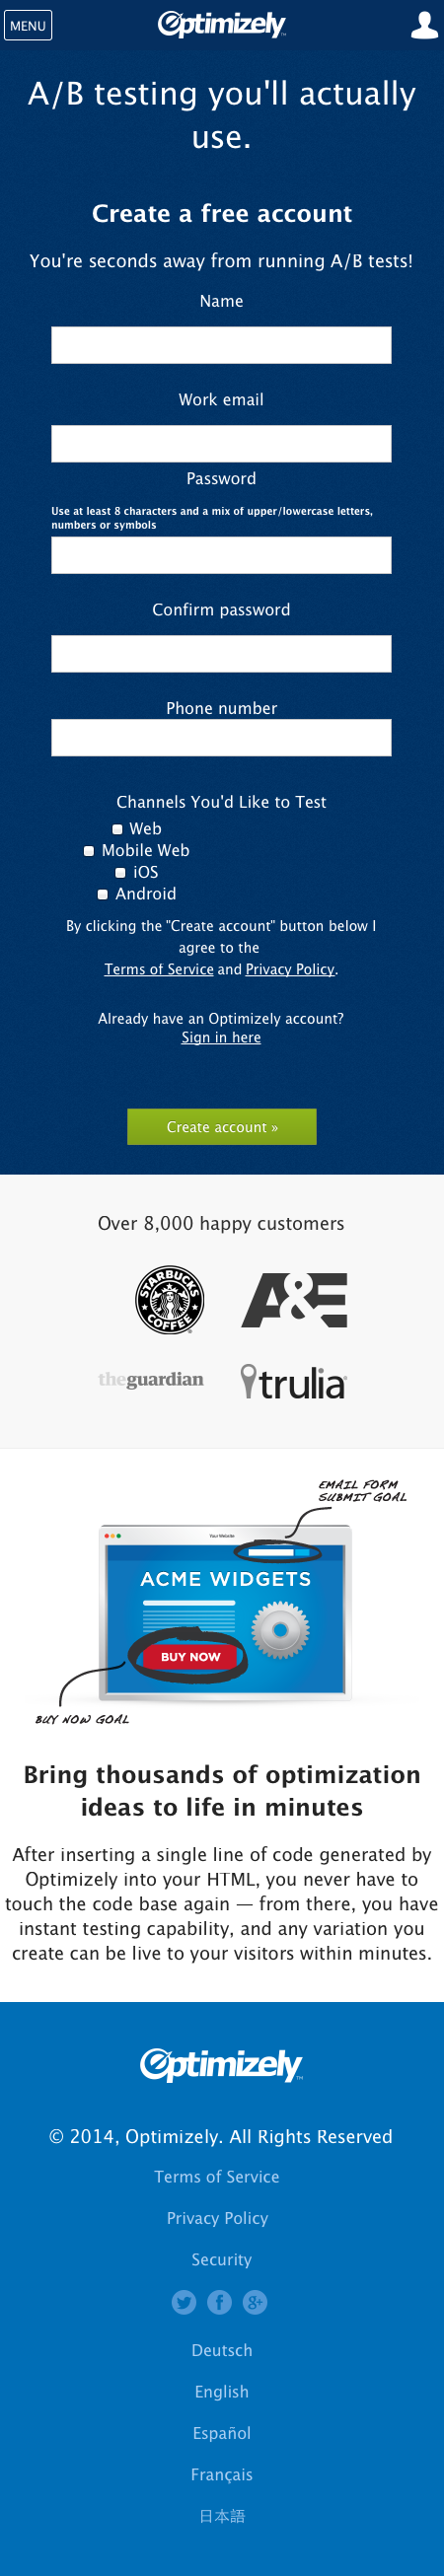 MENU
Optimizely
A/B testing you'll actually
use.
Create a free account
You're seconds away from running A/B tests!
Name
Work email
Password
Use at least 8 characters and a mix of upper/lowercase letters,
numbers or symbols
Confirm password
Phone number
Channels You'd Like to Test
Web
Mobile Web
iOS
Android
By clicking the "Create account" button below I
agree to the
Terms of Service and Privacy Policy.
Already have an Optimizely account?
Sign in here
Create account »
Over 8,000 happy customers
STARBUCKS
COFFEE
A&E
theguardian
trulia
EMAIL FORM
SUBMIT GOAL
Your Website
ACME WIDGETS
BUY NOW
BUY NOW GOAL
Bring thousands of optimization
ideas to life in minutes
After inserting a single line of code generated by
Optimizely into your HTML, you never have to
touch the code base again — from there, you have
instant testing capability, and any variation you
create can be live to your visitors within minutes.
Optimizely
© 2014, Optimizely. All Rights Reserved
Terms of Service
Privacy Policy
Security
Deutsch
English
Español
Français
日本語